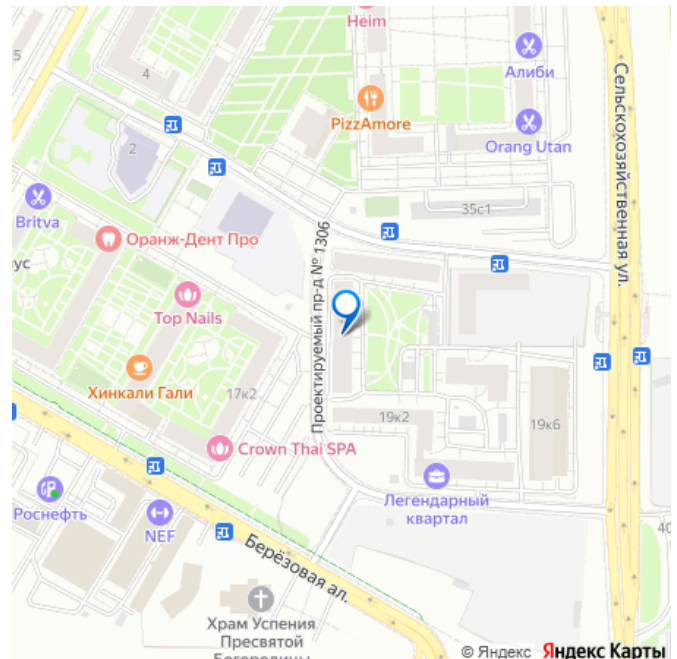 Heim
5
4
Алиби
PizzAmore
Сельскохозяйственная ул.
2
Orang Utan
35с1
Britva
Оранж-Дент Про
ус
Проектируемый пр-д № 1306
Top Nails
Хинкали Гали
17к2
19к2
19к6
Crown Thai SPA
Легендарный
квартал
Роснефть
NEF
40
Берёзовая ал.
Храм Успения
Пресвятой
Богородицы
© Яндекс Яндекс Карты